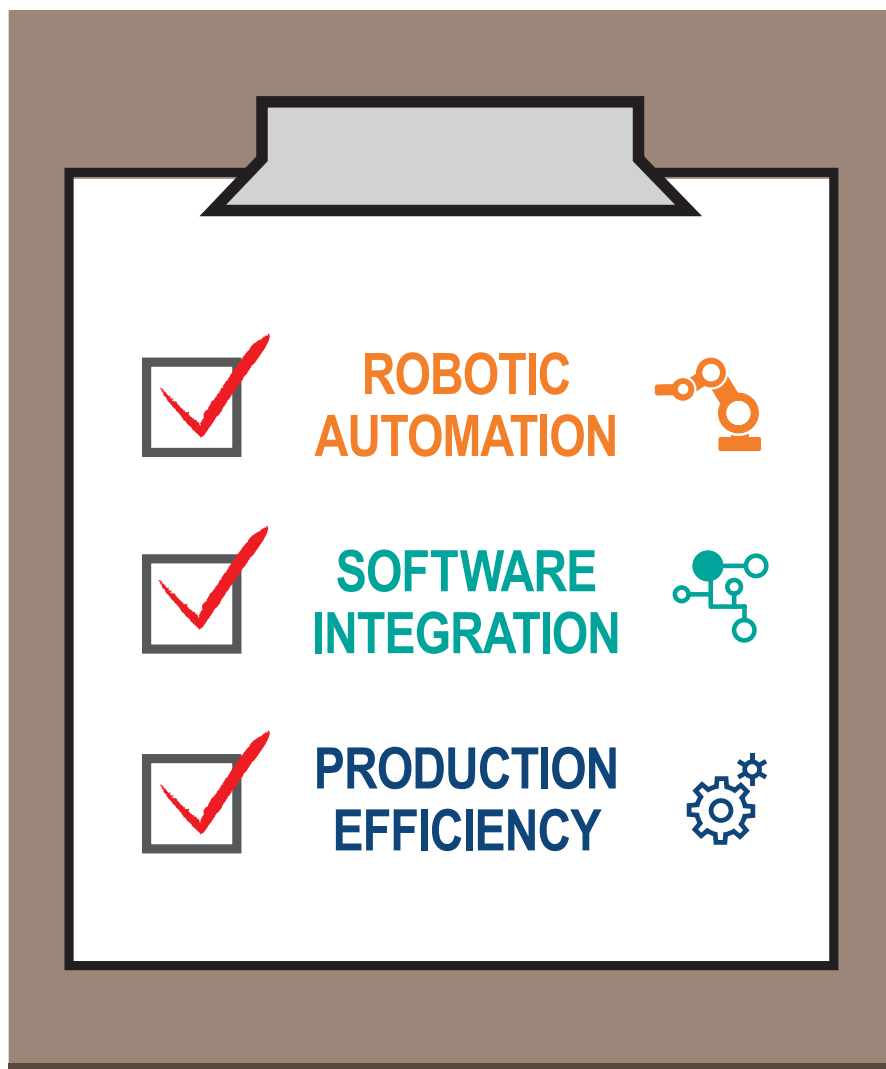 ROBOTIC
AUTOMATION
SOFTWARE
INTEGRATION
PRODUCTION
EFFICIENCY